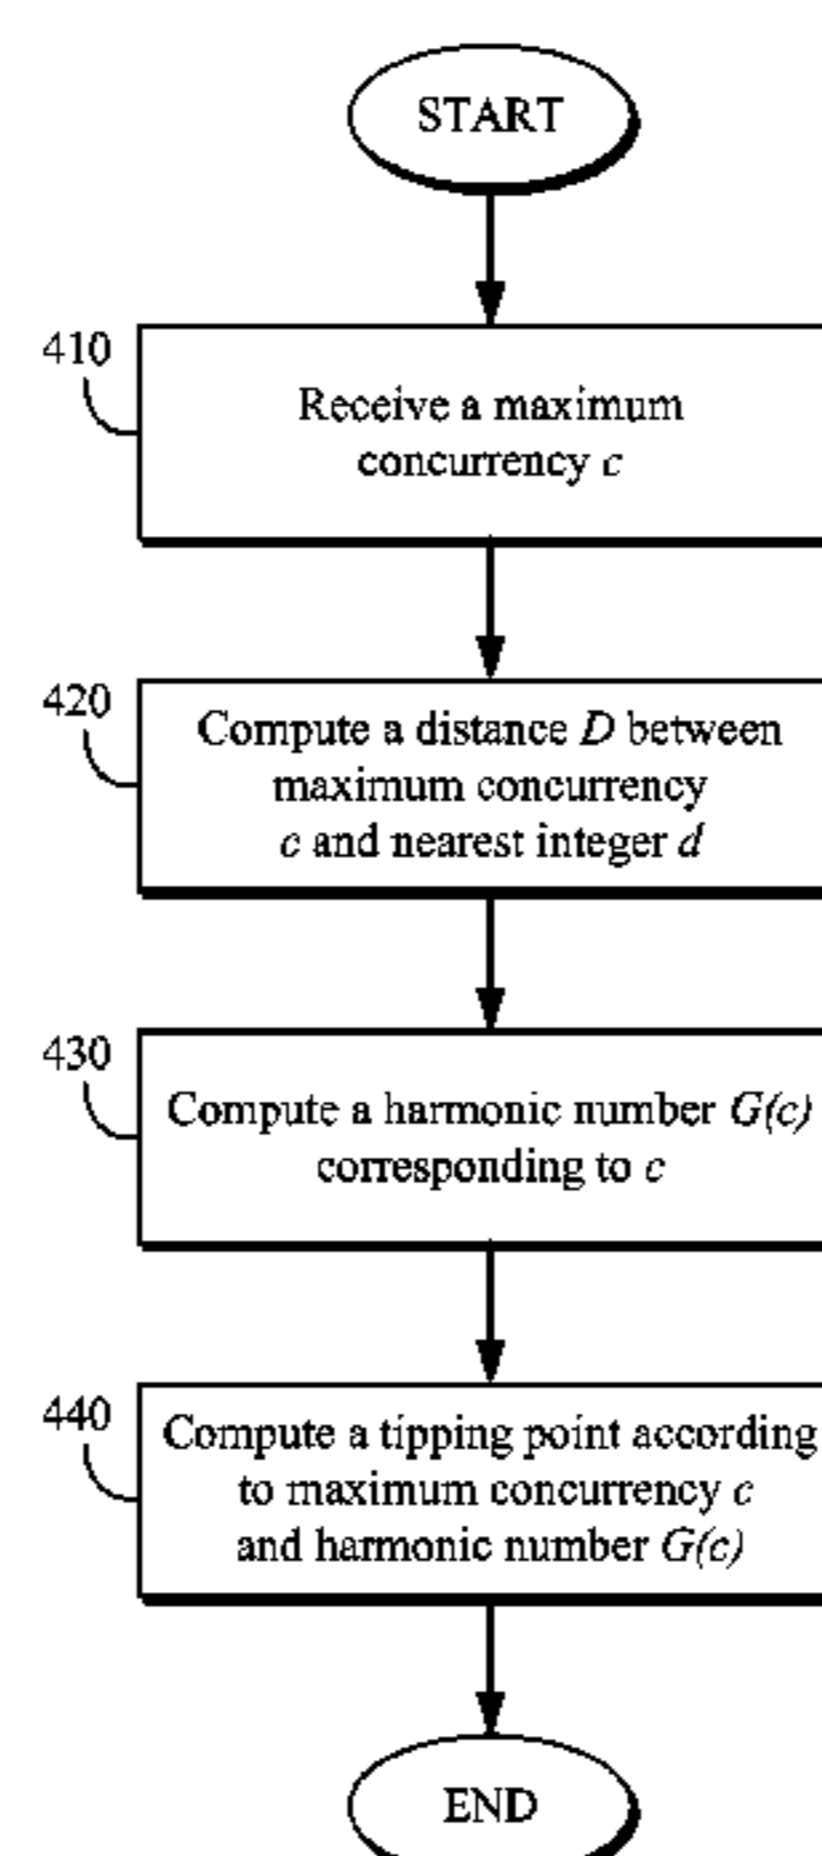 START
410
Receive a maximum
concurrency c
420
Compute a distance D between
maximum concurrency
c and nearest integer d
430
Compute a harmonic number G(c)
corresponding to c
440
Compute a tipping point according
to maximum concurrency c
and harmonic number G(c)
END